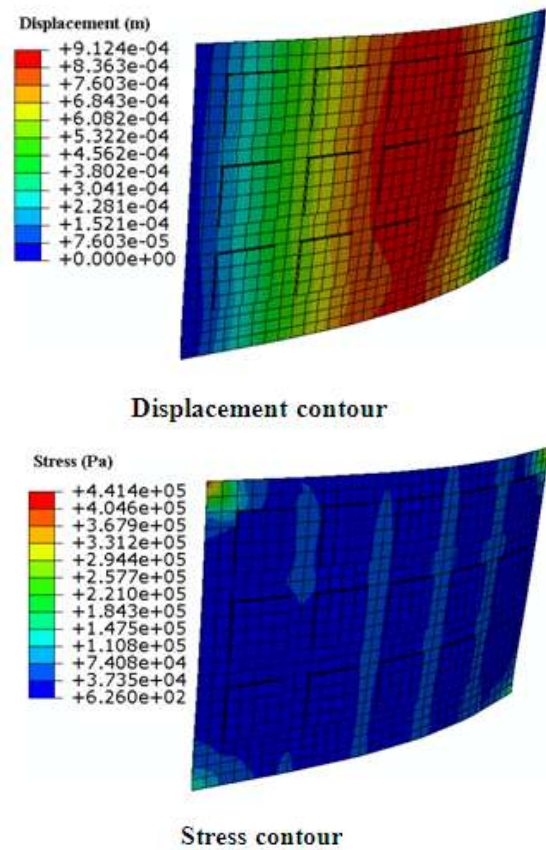 Displacement (m)
+9.124e-04
+8.363e-04
+7.603e-04
+6.843e-04
+6.082e-04
+5.322e-04
+4.562e-04
+3.802e-04
+3.041e-04
+2.281e-04
+1.521e-04
+7.603e-05
+0.000e+00
Displacement contour
Stress (Pa)
+4.414e+05
+4.046e+05
+3.679e+05
+3.312e+05
+2.944e+05
+2.577e+05
+2.210e+05
+1.843e+05
+1.475e+05
+1.108e+05
+7.408e+04
+3.735e+04
+6.260e+02
Stress contour